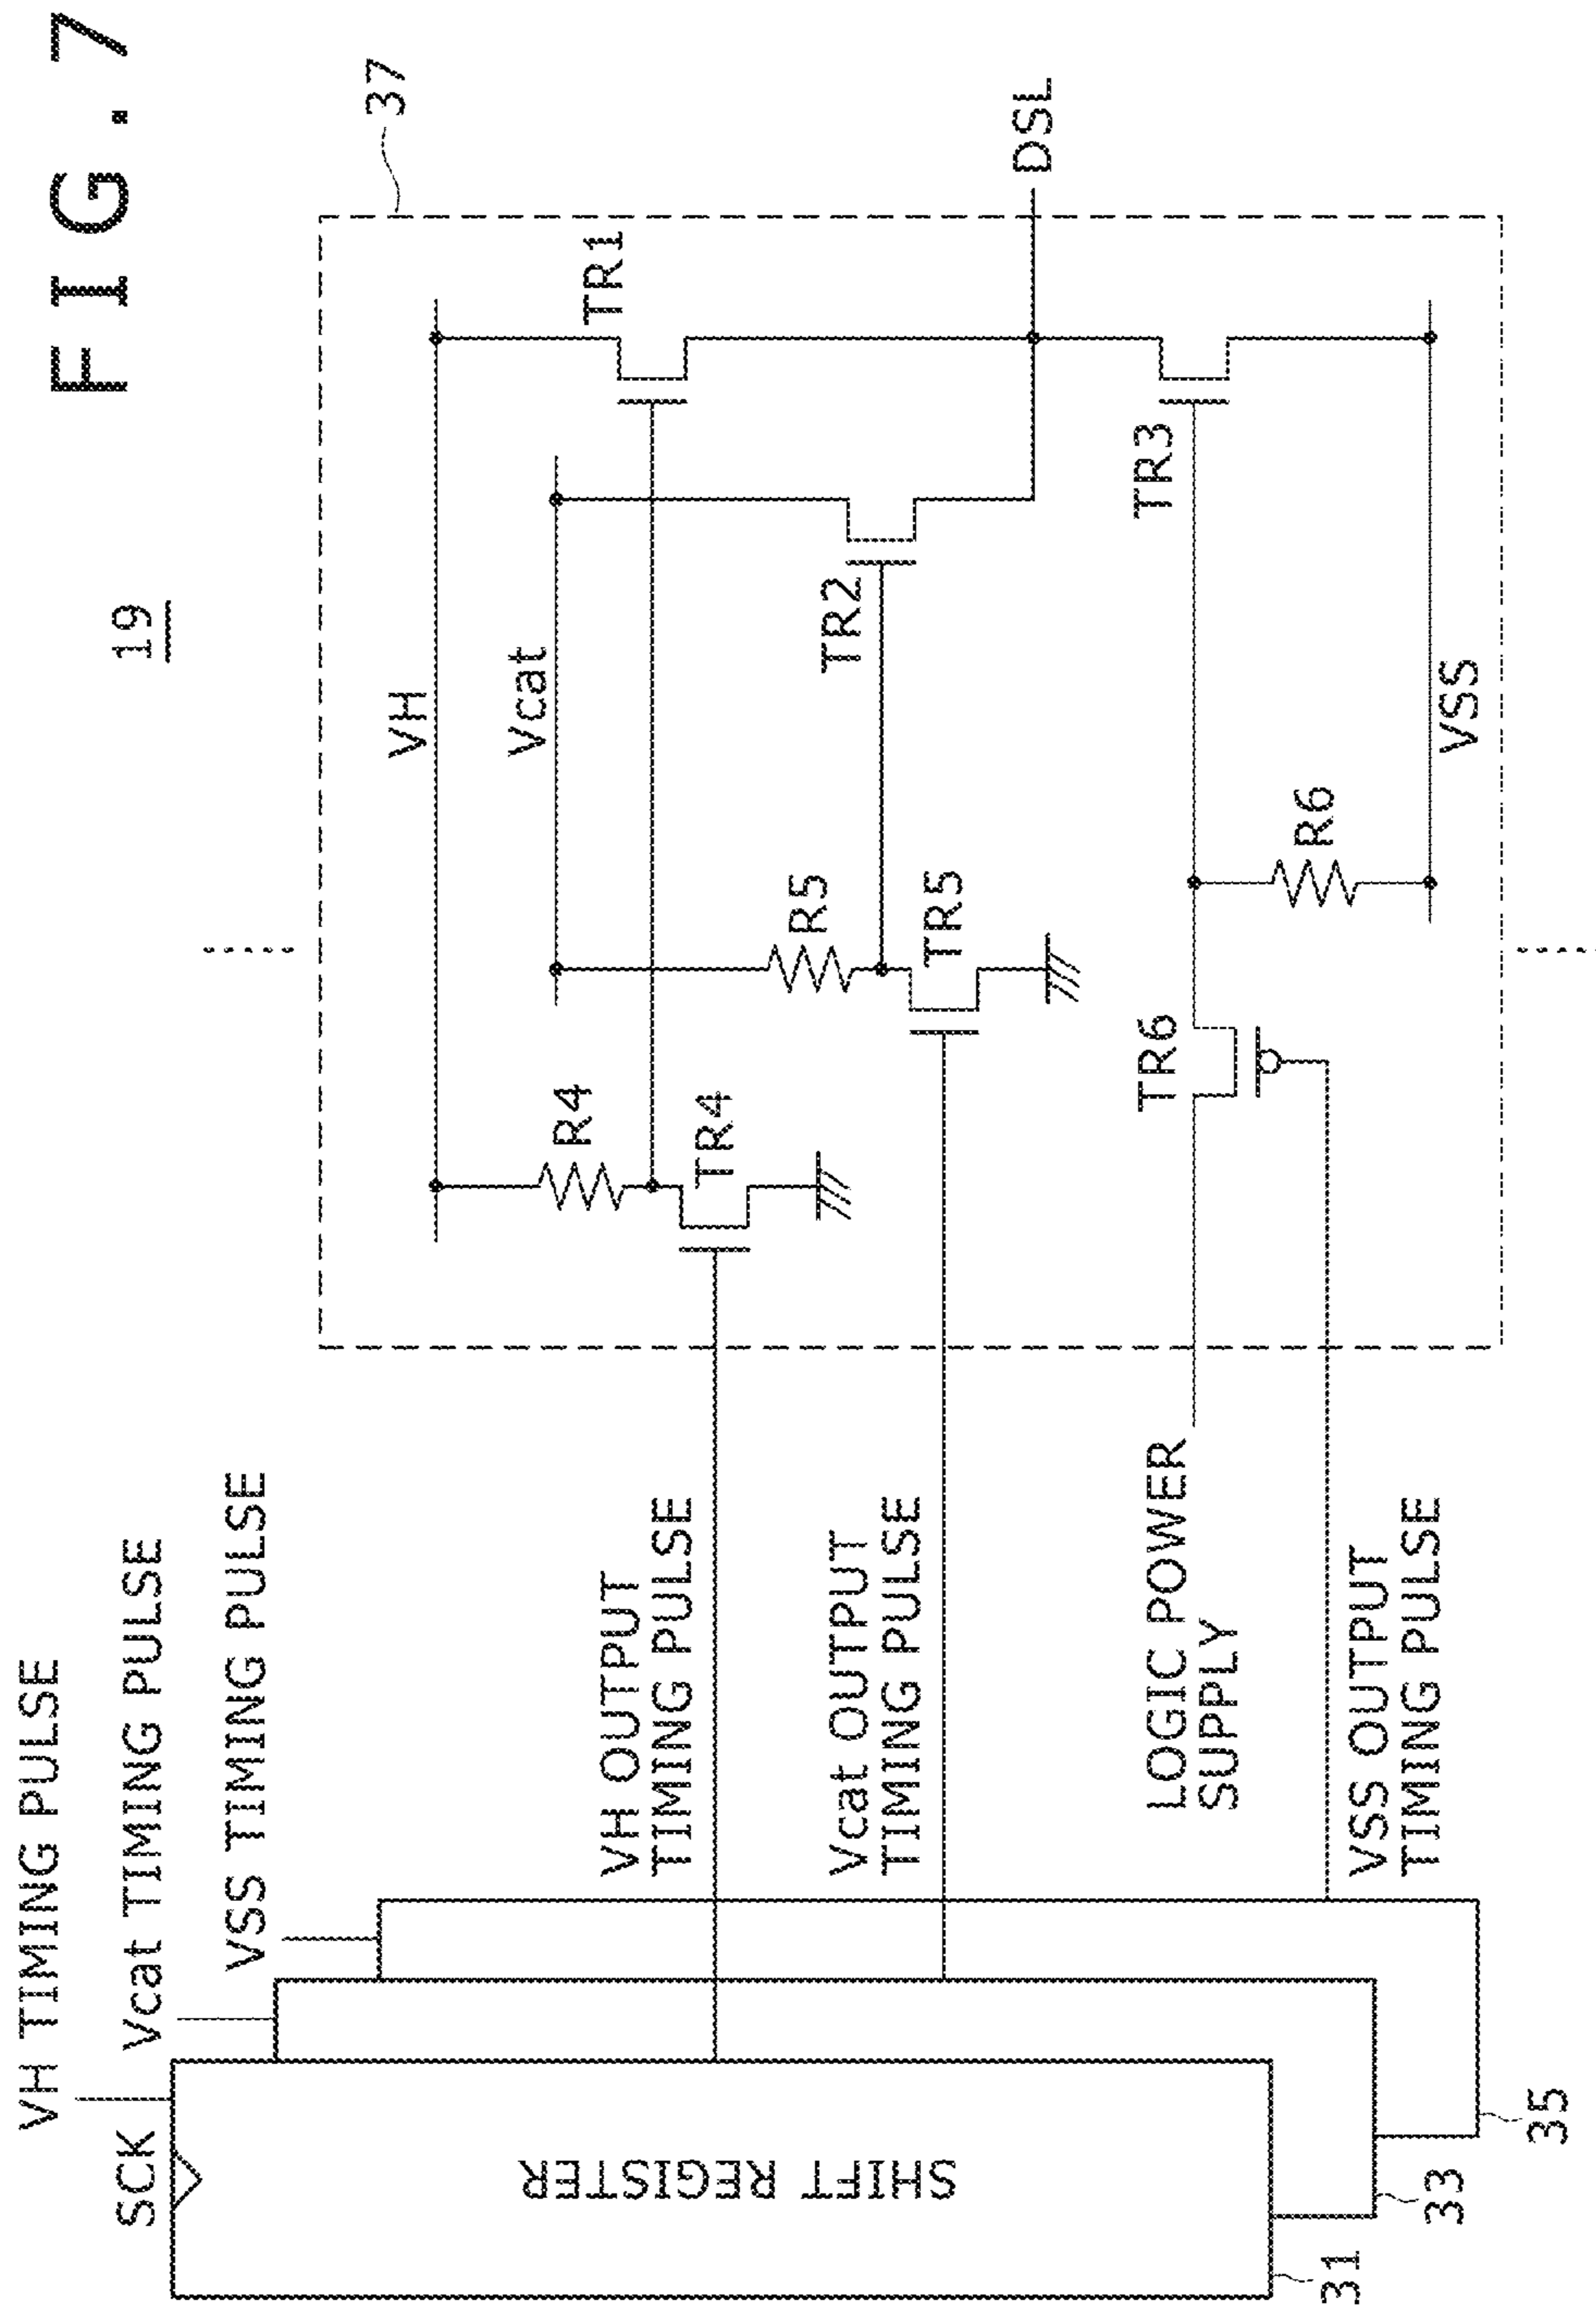 FIG.7
19
VH TIMING PULSE
Vcat TIMING PULSE
VSS TIMING PULSE
SCK
SHIFT REGISTER
31
33
35
37
VH
Vcat
R4
TR4
R5
TR5
TR1
TR2
DSL
TR3
TR6
R6
VSS
VH OUTPUT
TIMING PULSE
Vcat OUTPUT
TIMING PULSE
LOGIC POWER
SUPPLY
VSS OUTPUT
TIMING PULSE